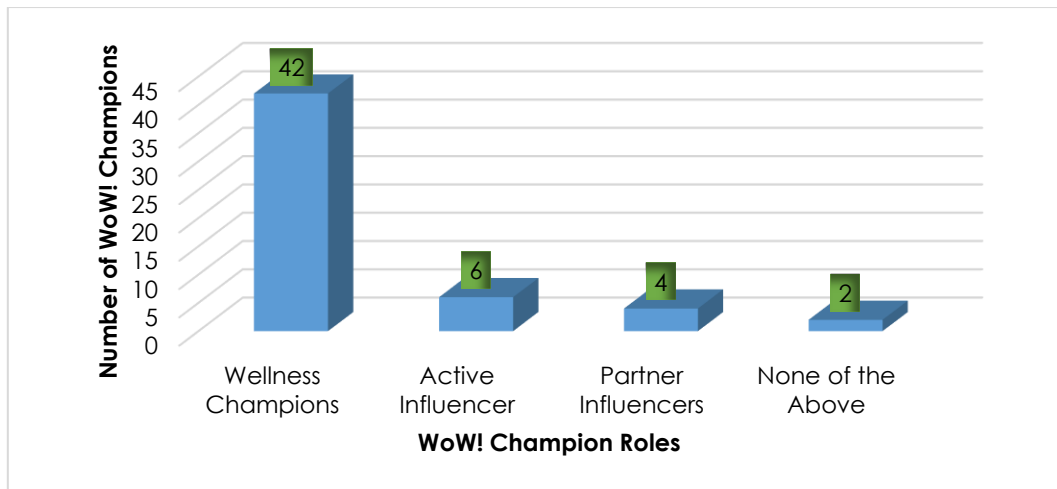 Number of WoW! Champions
45
40
35
30
25
20
15
10
5
0
42
6
4
2
Wellness
Champions
Active
Influencer
Partner
Influencers
None of the
Above
WoW! Champion Roles